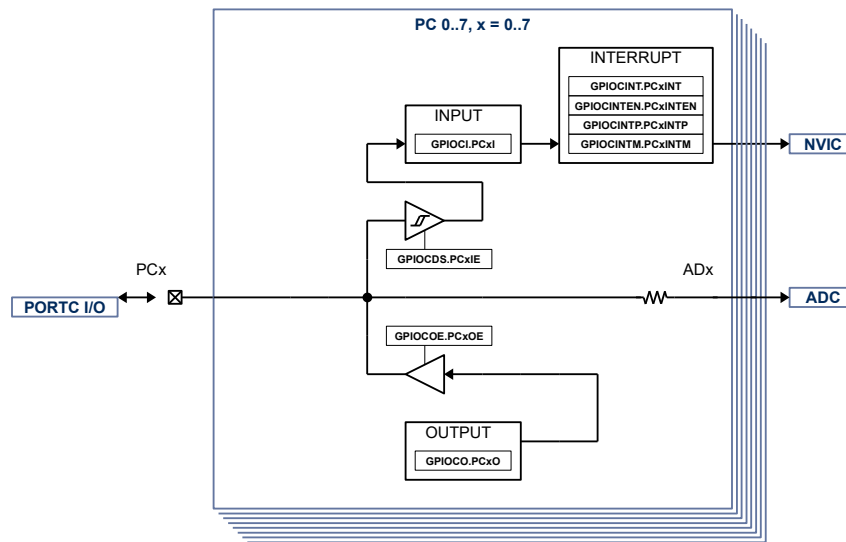 PC 0..7, x = 0..7
INTERRUPT
GPIOCINT.PCxINT
GPIOCINTEN.PCxINTEN
GPIOCINTP.PCxINTP
GPIOCINTM.PCxINTM
INPUT
GPIOCI.PCxI
NVIC
GPIOCDS.PCxIE
PCx
ADx
PORTC I/O
ADC
GPIOCOE.PCxOE
OUTPUT
GPIOCO.PCxO